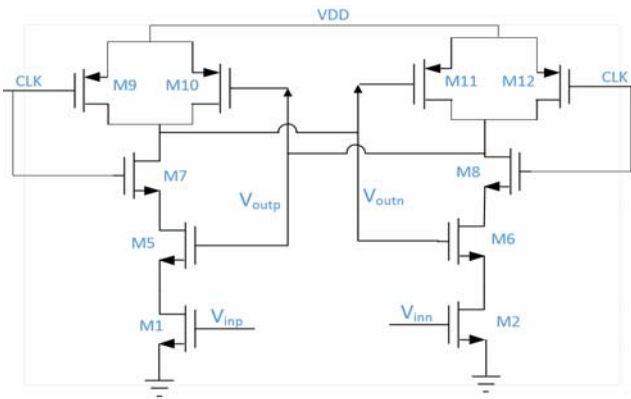 VDD
CLK
M9
M10
M11
M12
CLK
M7
M8
Voutp
Voutn
M5
M6
M1
Vinp
Vinn
M2